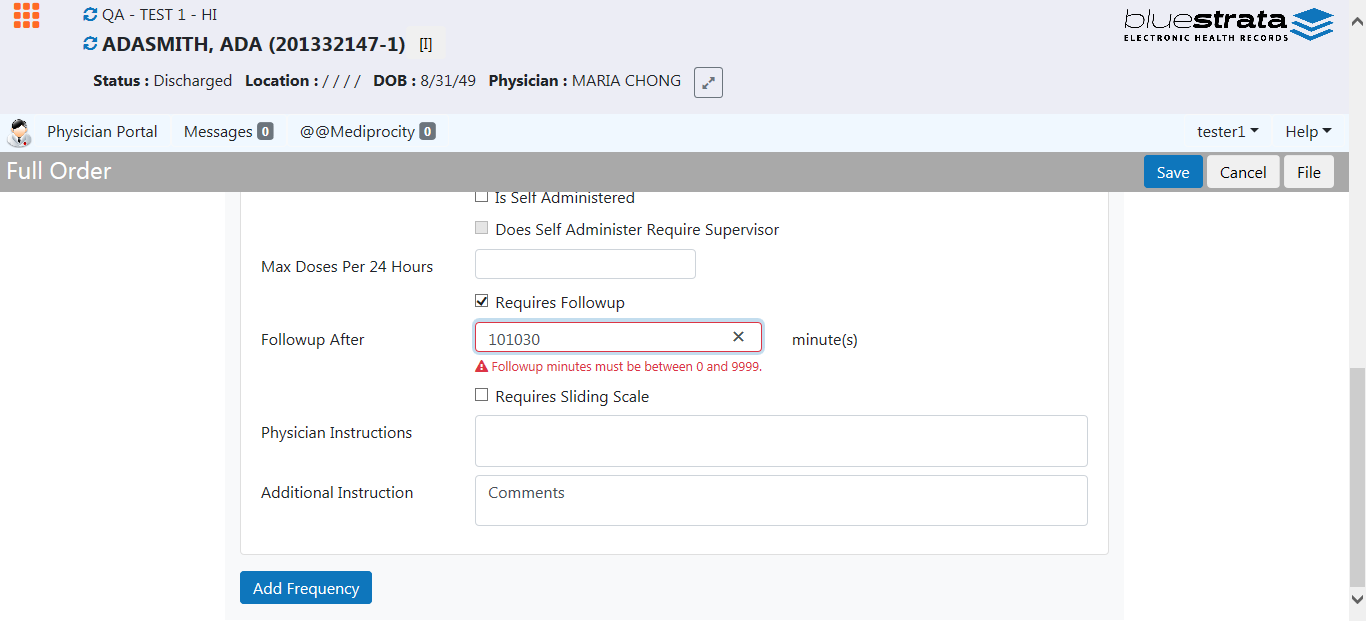 QA - TEST 1 - HI
bluestrata
ELECTRONIC HEALTH RECORDS
ADASMITH, ADA (201332147-1) [I]
Status : Discharged Location : / / / / DOB : 8/31/49 Physician : MARIA CHONG
Physician Portal Messages 0 @@Mediprocity 0 tester1 Help
Full Order Save Cancel File
Is Self Administered
Does Self Administer Require Supervisor
Max Doses Per 24 Hours
Requires Followup
Followup After 101030 minute(s)
Followup minutes must be between 0 and 9999.
Requires Sliding Scale
Physician Instructions
Additional Instruction Comments
Add Frequency